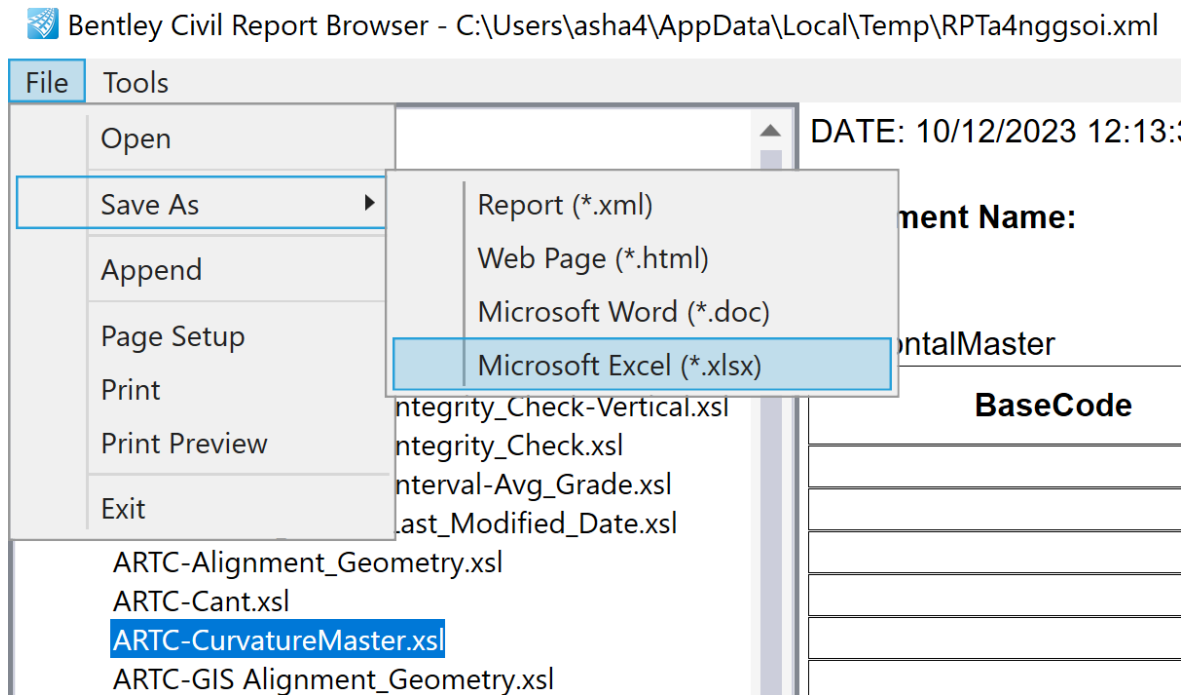 Bentley Civil Report Browser - C:\Users\asha4\AppData\Local\Temp\RPTa4nggsoi.xml
File Tools
Open
Save As
Append
Page Setup
Print
Print Preview
Exit
Report (*.xml)
Web Page (*.html)
Microsoft Word (*.doc)
Microsoft Excel (*.xlsx)
ntegrity_Check-Vertical.xsl
ntegrity_Check.xsl
nterval-Avg_Grade.xsl
Last_Modified_Date.xsl
ARTC-Alignment_Geometry.xsl
ARTC-Cant.xsl
ARTC-CurvatureMaster.xsl
ARTC-GIS Alignment_Geometry.xsl
DATE: 10/12/2023 12:13:
ment Name:
ontalMaster
BaseCode